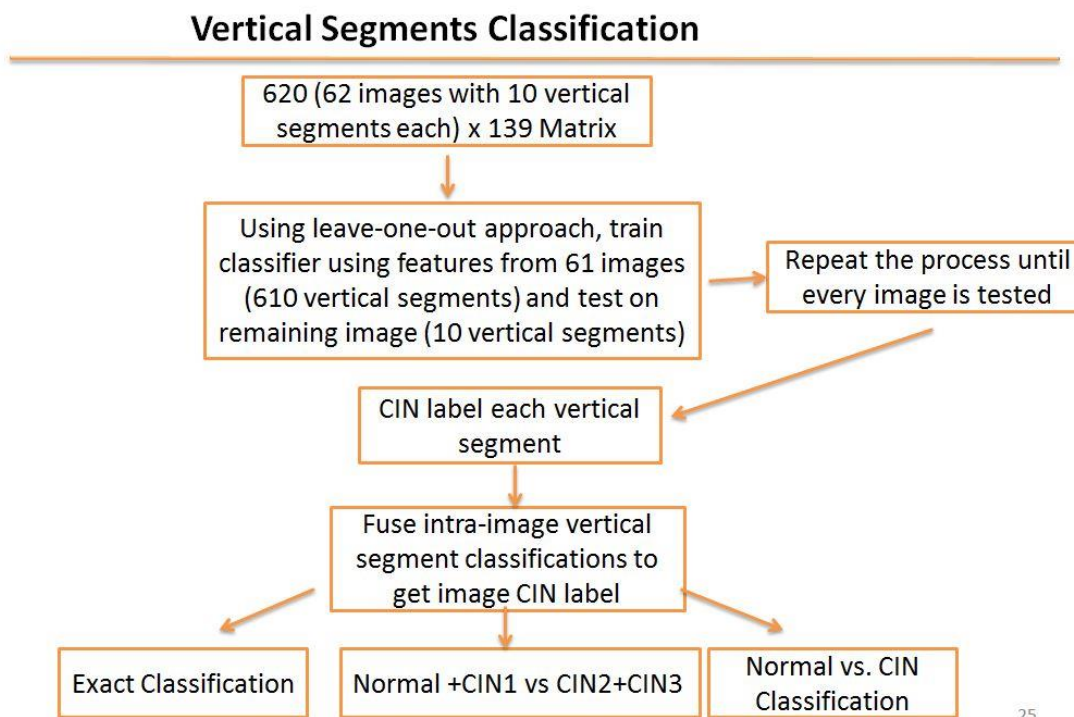 Vertical Segments Classification
620 (62 images with 10 vertical
segments each) x 139 Matrix
Using leave-one-out approach, train
classifier using features from 61 images
(610 vertical segments) and test on
remaining image (10 vertical segments)
Repeat the process until
every image is tested
CIN label each vertical
segment
Fuse intra-image vertical
segment classifications to
get image CIN label
Exact Classification
Normal +CIN1 vs CIN2+CIN3
Normal vs. CIN
Classification
25